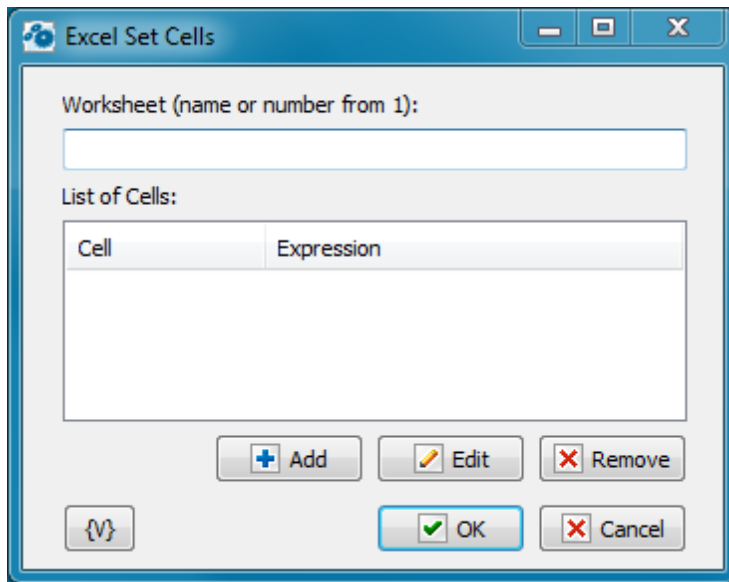 Excel Set Cells
Worksheet (name or number from 1):
List of Cells:
Cell Expression
Add Edit Remove
{V} OK Cancel